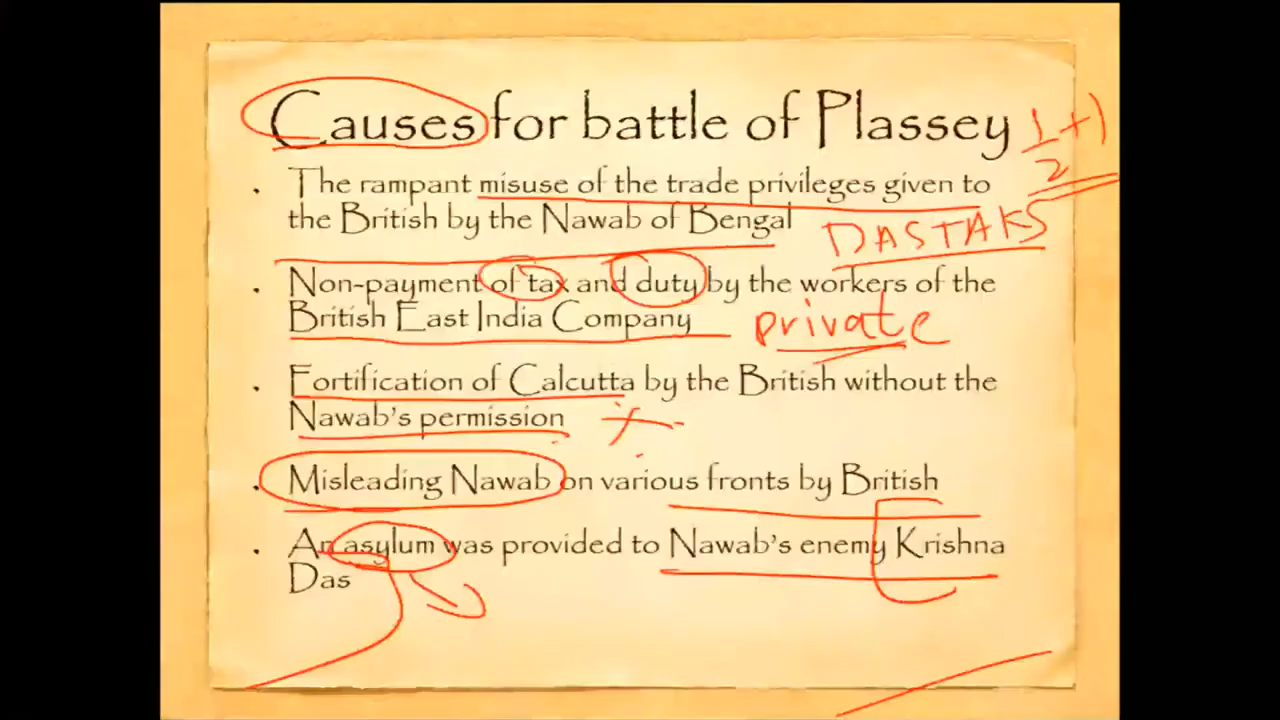 Causes for battle of Plassey
1 + 1
2
. The rampant misuse of the trade privileges given to
the British by the Nawab of Bengal
DASTAKS
. Non-payment of tax and duty by the workers of the
British East India Company
private
. Fortification of Calcutta by the British without the
Nawab's permission
. Misleading Nawab on various fronts by British
. An asylum was provided to Nawab's enemy Krishna
Das